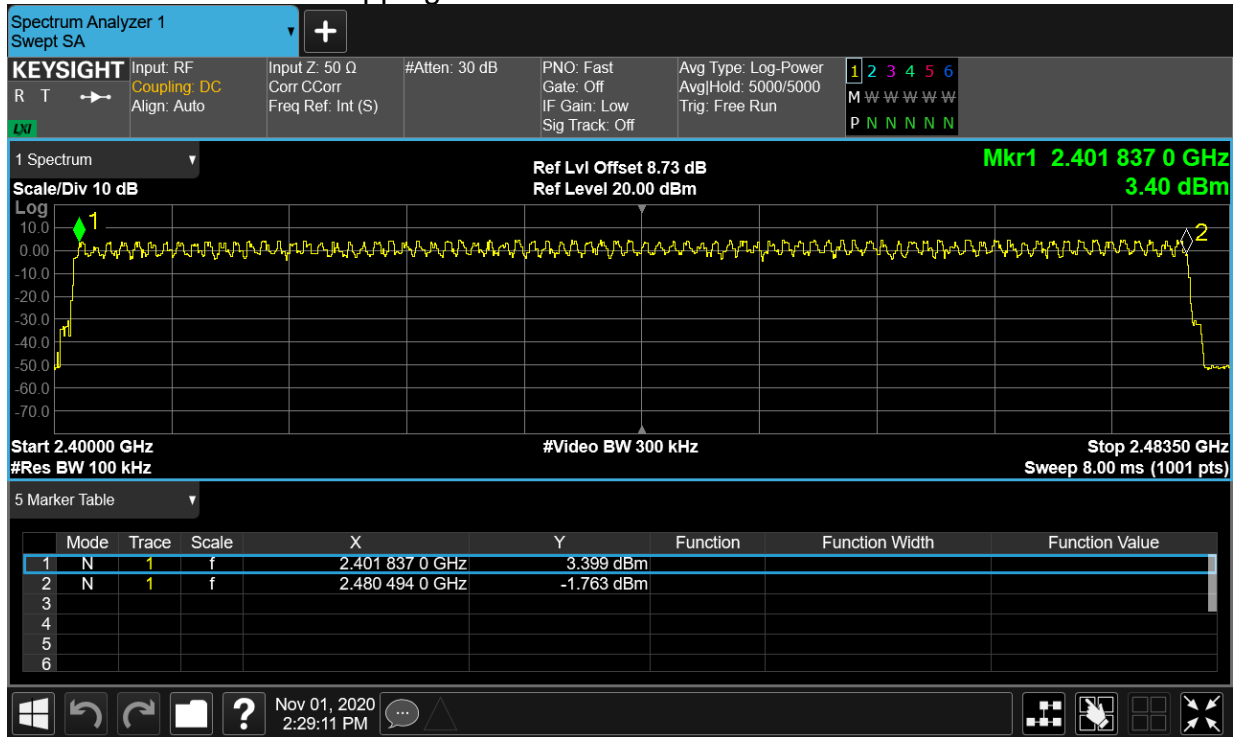 Spectrum Analyzer 1
Swept SA
+
KEYSIGHT Input: RF Input Z: 50 Ω #Atten: 30 dB PNO: Fast Avg Type: Log-Power 1 2 3 4 5 6
R T Coupling: DC Corr CCorr Gate: Off Avg|Hold: 5000/5000 M W W W W W
Align: Auto Freq Ref: Int (S) IF Gain: Low Trig: Free Run
LXI Sig Track: Off P N N N N N
1 Spectrum Ref Lvl Offset 8.73 dB Mkr1 2.401 837 0 GHz
Scale/Div 10 dB Ref Level 20.00 dBm 3.40 dBm
Log
10.0 1
0.00 2
-10.0
-20.0
-30.0
-40.0
-50.0
-60.0
-70.0
Start 2.40000 GHz #Video BW 300 kHz Stop 2.48350 GHz
#Res BW 100 kHz Sweep 8.00 ms (1001 pts)
5 Marker Table
Mode Trace Scale X Y Function Function Width Function Value
1 N 1 f 2.401 837 0 GHz 3.399 dBm
2 N 1 f 2.480 494 0 GHz -1.763 dBm
3
4
5
6
? Nov 01, 2020
2:29:11 PM